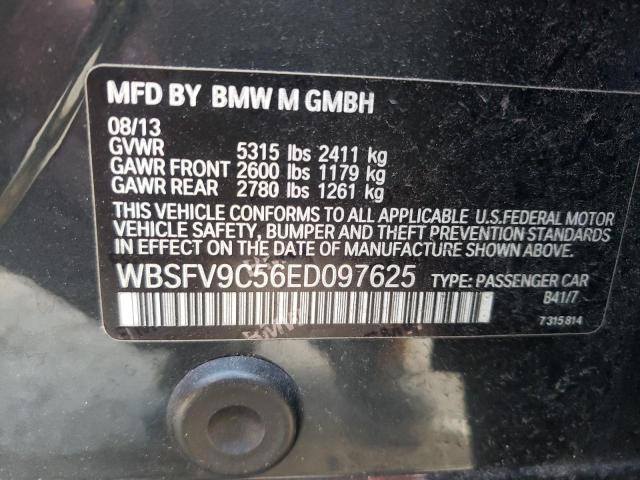 MFD BY BMW M GMBH
08/13
GVWR 5315 lbs 2411 kg
GAWR FRONT 2600 lbs 1179 kg
GAWR REAR 2780 lbs 1261 kg
THIS VEHICLE CONFORMS TO ALL APPLICABLE U.S.FEDERAL MOTOR
VEHICLE SAFETY, BUMPER AND THEFT PREVENTION STANDARDS
IN EFFECT ON THE DATE OF MANUFACTURE SHOWN ABOVE.
WBSFV9C56ED097625 TYPE: PASSENGER CAR
B41/7
7315814
BMW